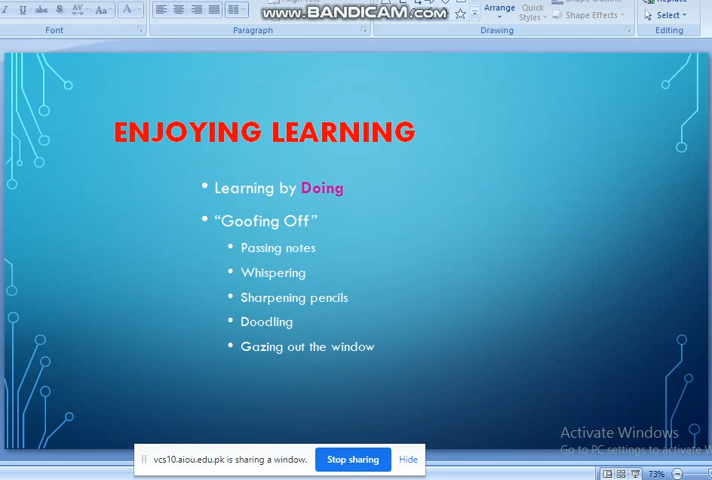 www.BANDICAM.com
Arrange
Quick Styles
Shape Effects
Select
Font
Paragraph
Drawing
Editing
ENJOYING LEARNING
• Learning by Doing
• “Goofing Off”
• Passing notes
• Whispering
• Sharpening pencils
• Doodling
• Gazing out the window
Activate Windows
Go to PC settings to activate W
vcs10.aiou.edu.pk is sharing a window.
Stop sharing
Hide
73%